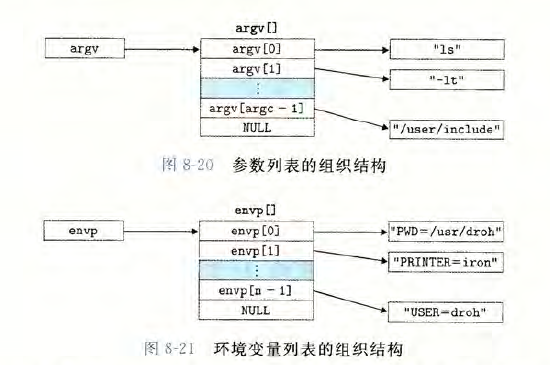 argv[]
argv
argv[0]
"ls"
argv[1]
"-lt"
⋮
argv[argc-1]
"/user/include"
NULL
图 8-20 参数列表的组织结构
envp[]
envp
envp[0]
"PWD=/usr/droh"
envp[1]
"PRINTER=iron"
⋮
envp[n-1]
"USER=droh"
NULL
图 8-21 环境变量列表的组织结构